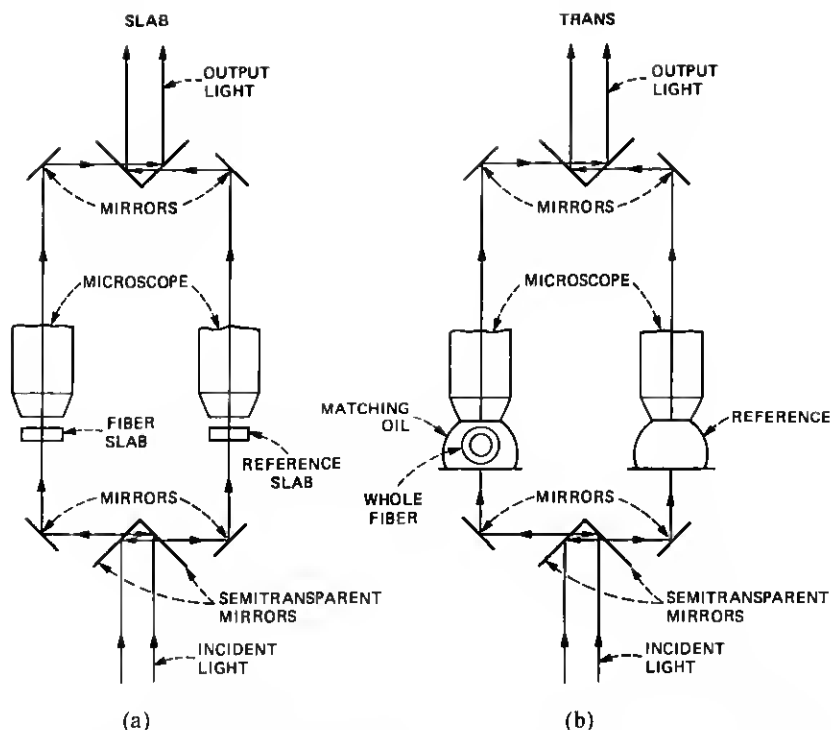 SLAB
OUTPUT
LIGHT
MIRRORS
MICROSCOPE
FIBER
SLAB
REFERENCE
SLAB
MIRRORS
SEMITRANSPARENT
MIRRORS
INCIDENT
LIGHT
(a)
TRANS
OUTPUT
LIGHT
MIRRORS
MICROSCOPE
MATCHING
OIL
REFERENCE
WHOLE
FIBER
MIRRORS
SEMITRANSPARENT
MIRRORS
INCIDENT
LIGHT
(b)